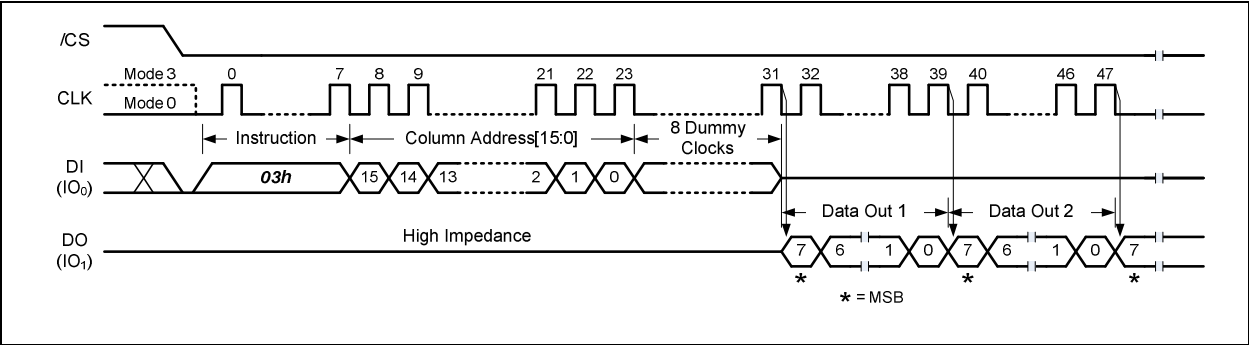 /CS
Mode 3 0 7 8 9 21 22 23 31 32 38 39 40 46 47
CLK
Mode 0
Instruction Column Address[15:0] 8 Dummy
Clocks
DI
(IO0) 03h 15 14 13 2 1 0
Data Out 1 Data Out 2
High Impedance
DO
(IO1) 7 6 1 0 7 6 1 0 7
* * *
* = MSB